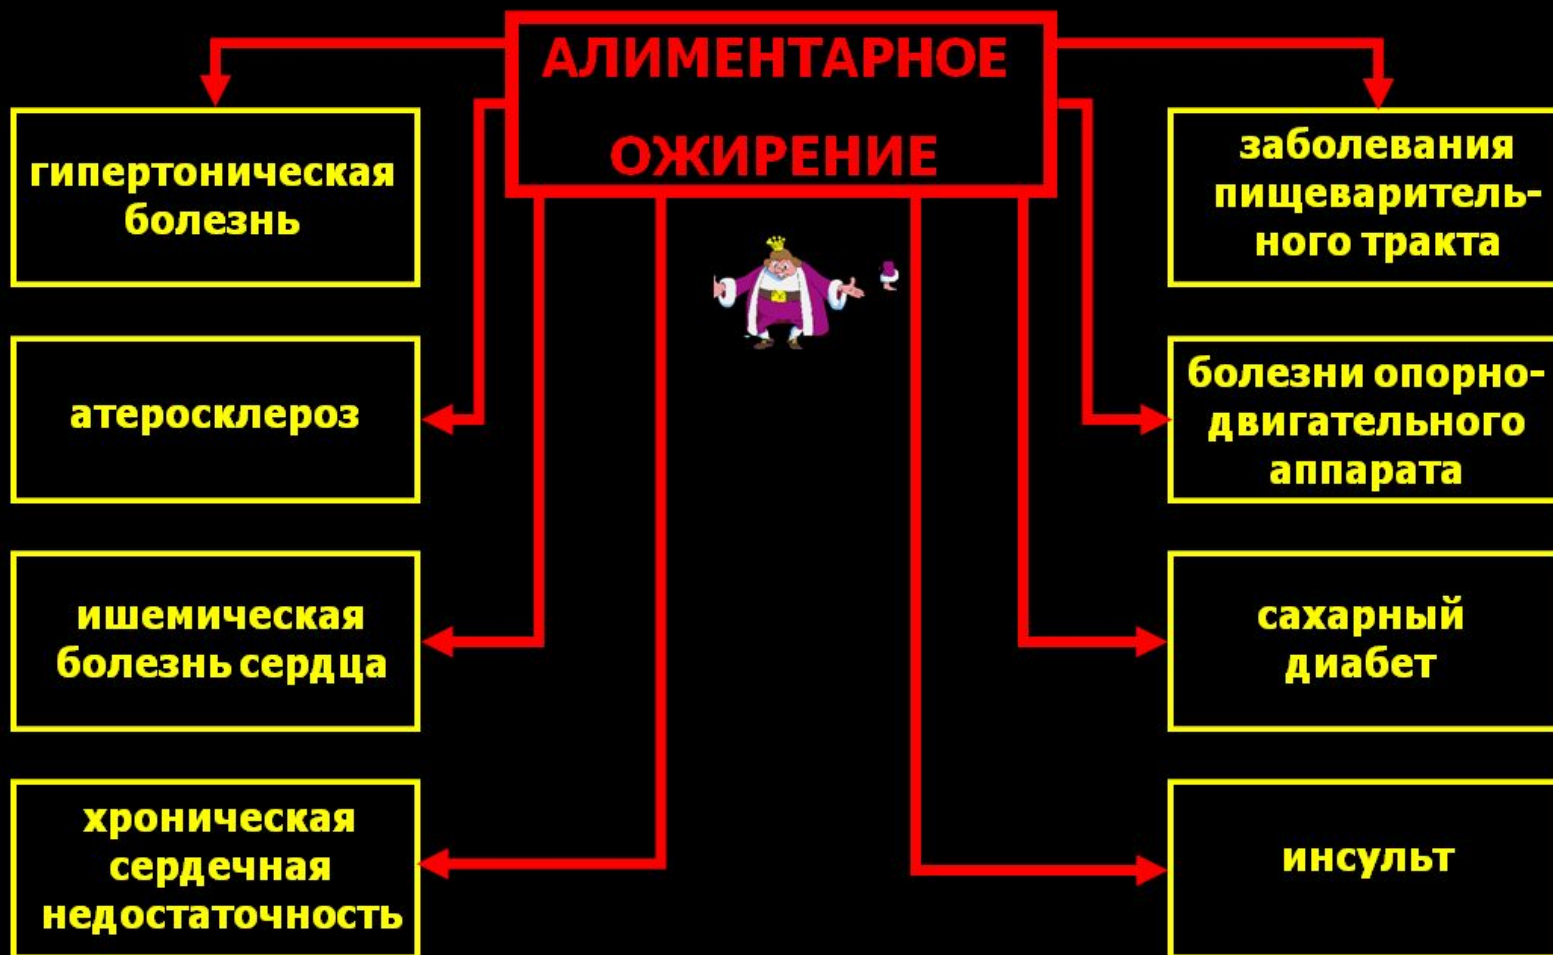 АЛИМЕНТАРНОЕ
ОЖИРЕНИЕ
гипертоническая
болезнь
атеросклероз
ишемическая
болезнь сердца
хроническая
сердечная
недостаточность
заболевания
пищеваритель-
ного тракта
болезни опорно-
двигательного
аппарата
сахарный
диабет
инсульт